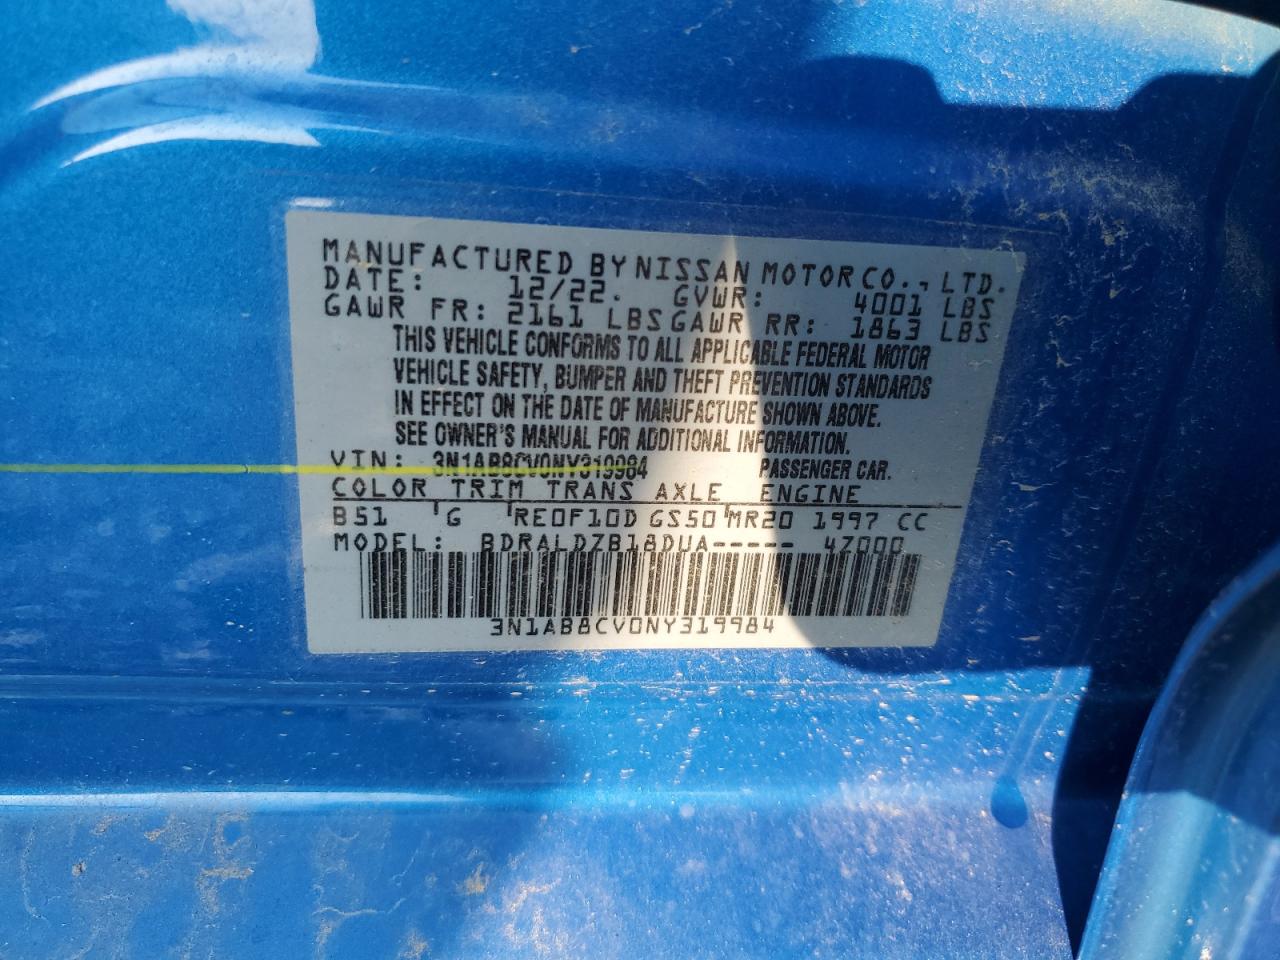 MANUFACTURED BY NISSAN MOTOR CO., LTD.
DATE: 12/22. GVWR: 4001 LBS
GAWR FR: 2161 LBS GAWR RR: 1863 LBS
THIS VEHICLE CONFORMS TO ALL APPLICABLE FEDERAL MOTOR
VEHICLE SAFETY, BUMPER AND THEFT PREVENTION STANDARDS
IN EFFECT ON THE DATE OF MANUFACTURE SHOWN ABOVE.
SEE OWNER'S MANUAL FOR ADDITIONAL INFORMATION.
VIN: 3N1AB8CV0NY319984 PASSENGER CAR.
COLOR TRIM TRANS AXLE ENGINE
B51 G RE0F10D GS50 MR20 1997 CC
MODEL: BDRALDZB18DUA----- 4Z000
3N1AB8CV0NY319984